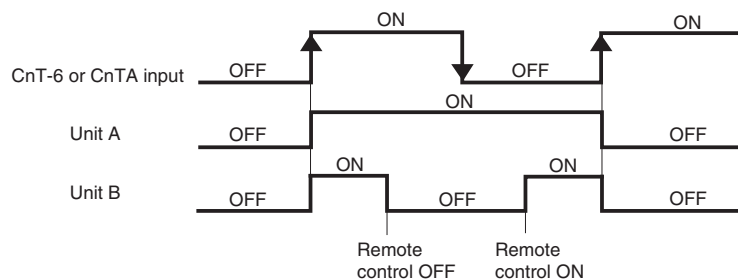 ON
ON
CnT-6 or CnTA input
OFF
OFF
ON
Unit A
OFF
OFF
ON
ON
Unit B
OFF
OFF
OFF
Remote
control OFF
Remote
control ON